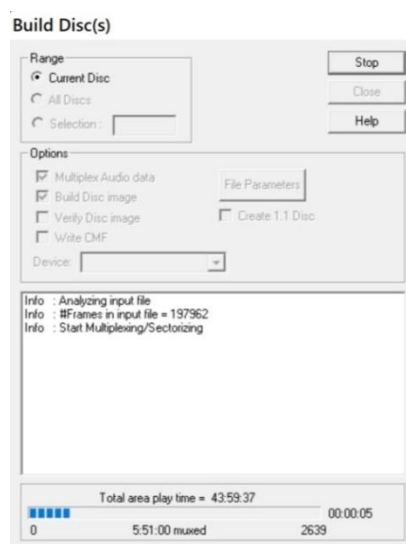 Build Disc(s)
Range
Current Disc
All Discs
Selection :
Stop
Close
Help
Options
Multiplex Audio data
Build Disc image
Verify Disc image
Write CMF
File Parameters
Create 1.1 Disc
Device:
Info : Analyzing input file
Info : #Frames in input file = 197962
Info : Start Multiplexing/Sectorizing
Total area play time = 43:59:37
00:00:05
0 5:51:00 muxed 2639